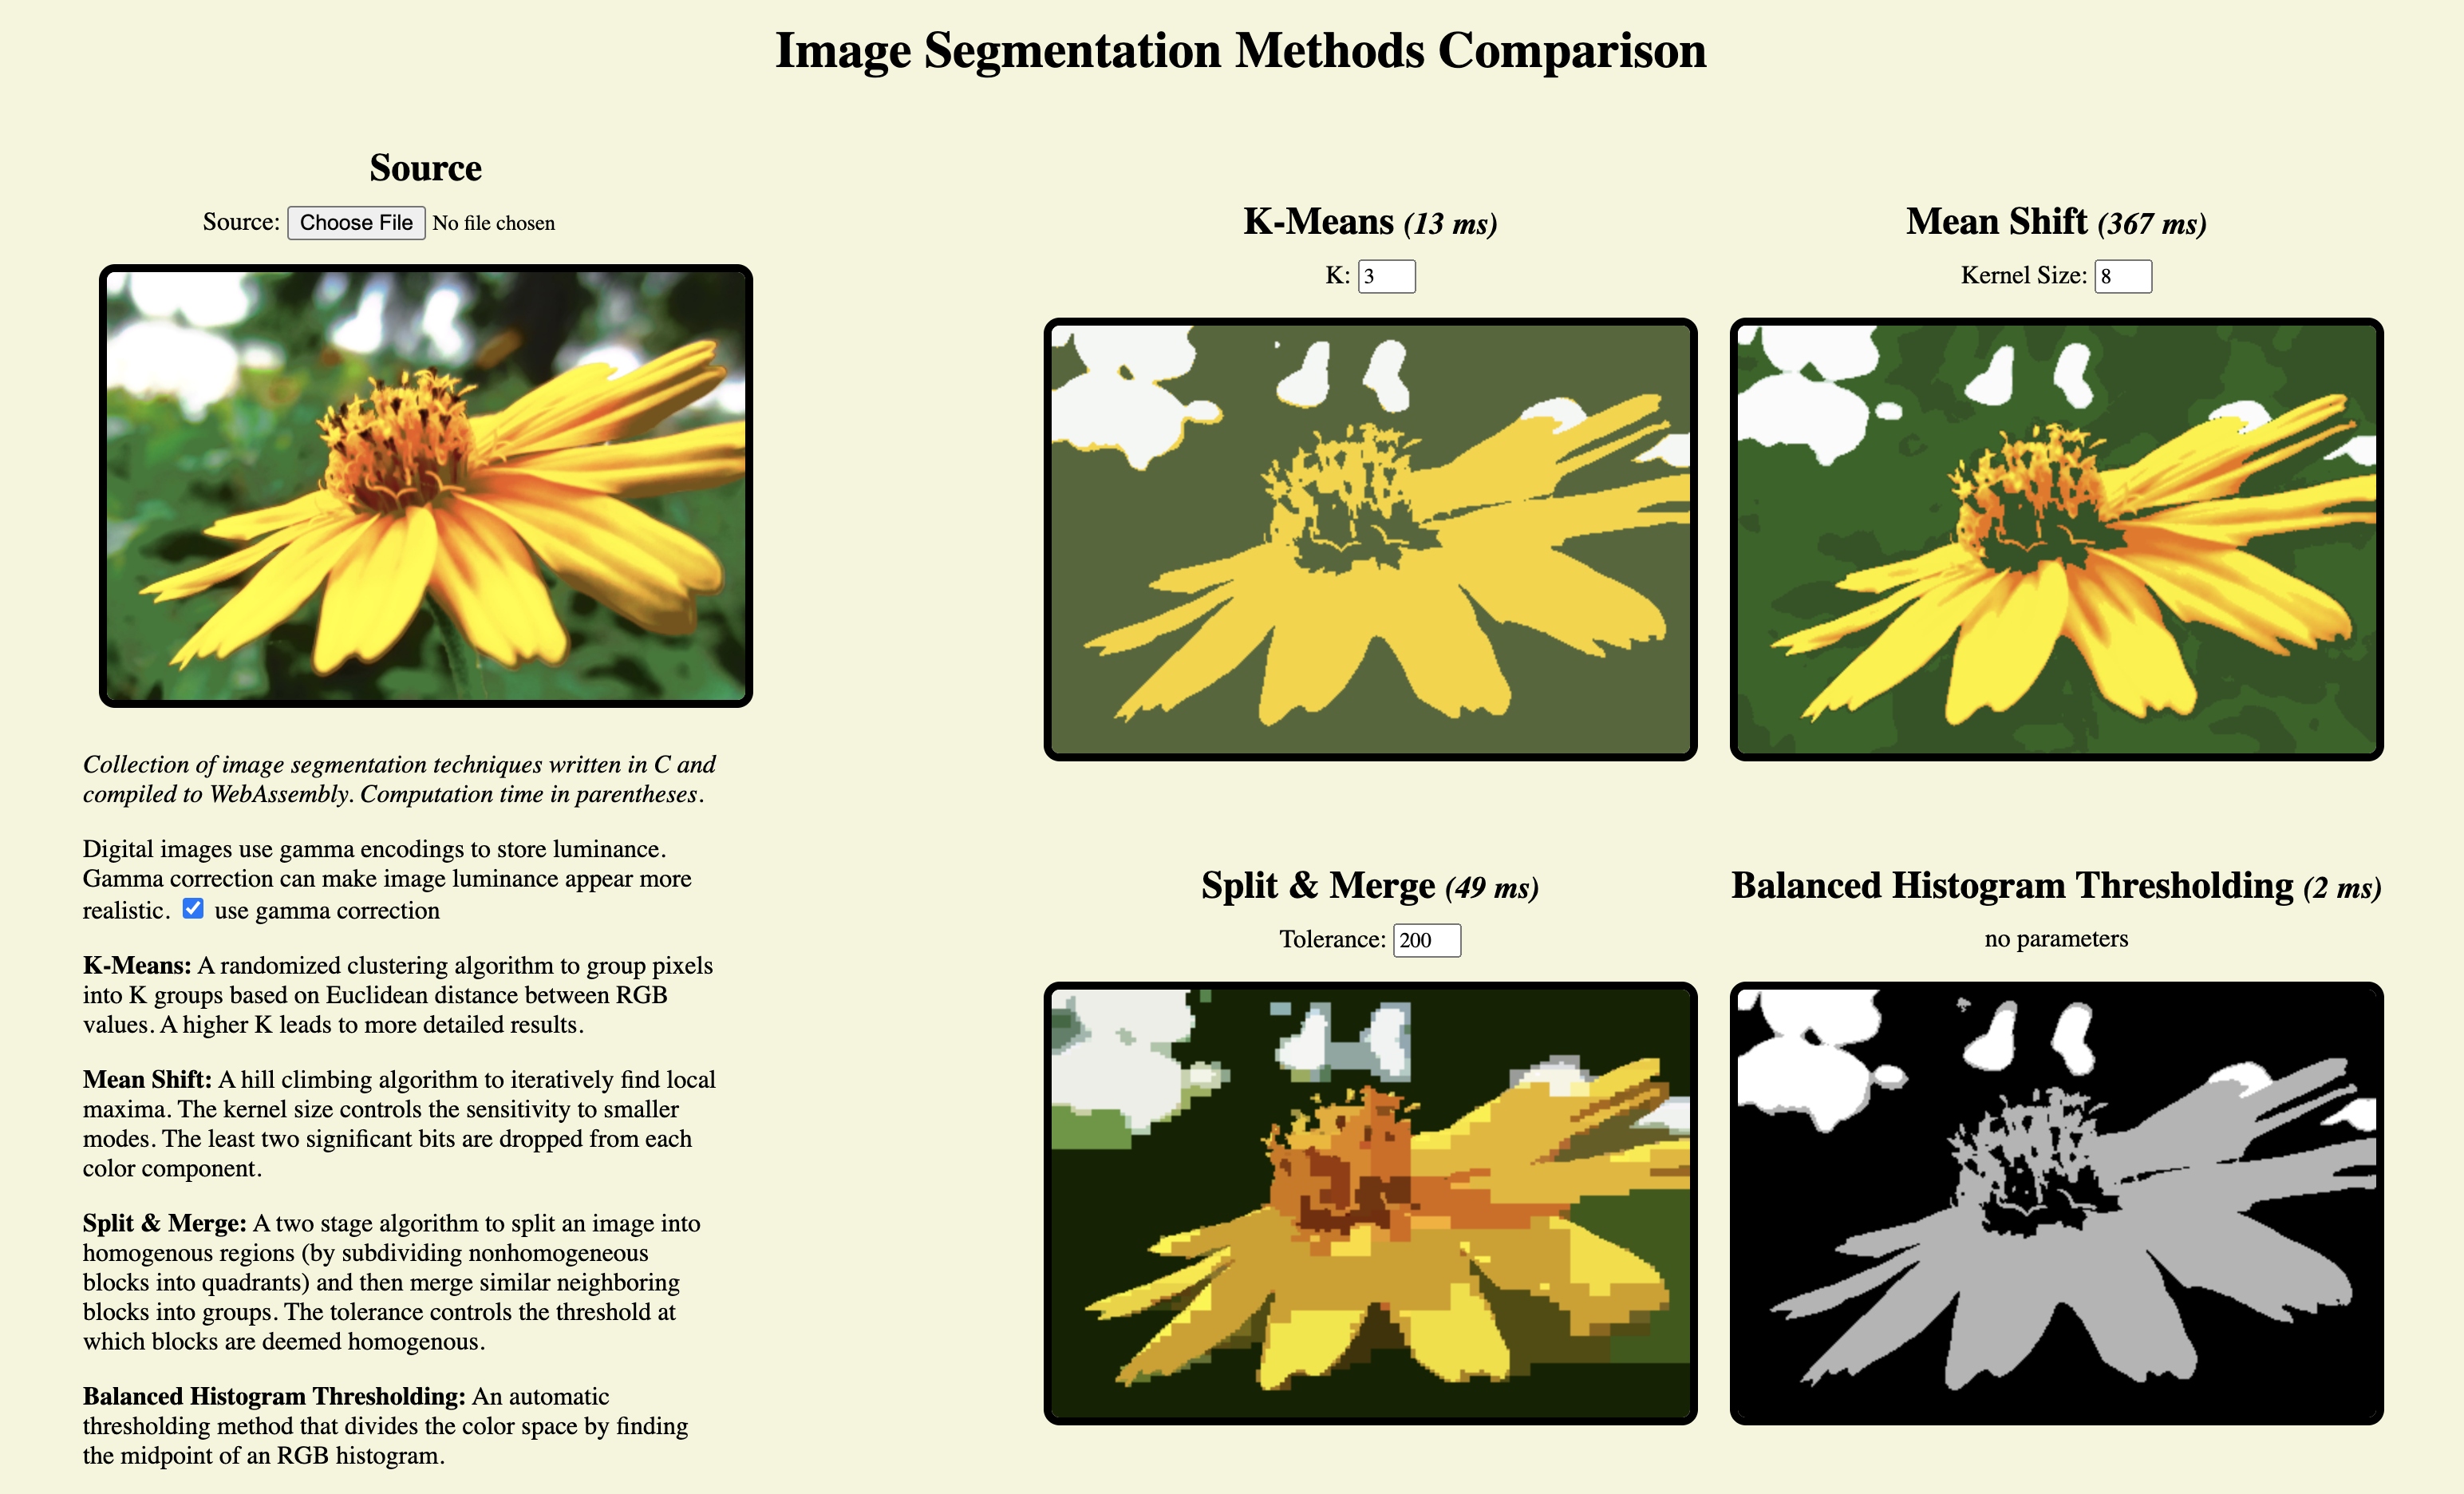 Image Segmentation Methods Comparison
Source
Source: Choose File No file chosen
Collection of image segmentation techniques written in C and
compiled to WebAssembly. Computation time in parentheses.
Digital images use gamma encodings to store luminance.
Gamma correction can make image luminance appear more
realistic. use gamma correction
K-Means: A randomized clustering algorithm to group pixels
into K groups based on Euclidean distance between RGB
values. A higher K leads to more detailed results.
Mean Shift: A hill climbing algorithm to iteratively find local
maxima. The kernel size controls the sensitivity to smaller
modes. The least two significant bits are dropped from each
color component.
Split & Merge: A two stage algorithm to split an image into
homogenous regions (by subdividing nonhomogeneous
blocks into quadrants) and then merge similar neighboring
blocks into groups. The tolerance controls the threshold at
which blocks are deemed homogenous.
Balanced Histogram Thresholding: An automatic
thresholding method that divides the color space by finding
the midpoint of an RGB histogram.
K-Means (13 ms)
K: 3
Mean Shift (367 ms)
Kernel Size: 8
Split & Merge (49 ms)
Tolerance: 200
Balanced Histogram Thresholding (2 ms)
no parameters